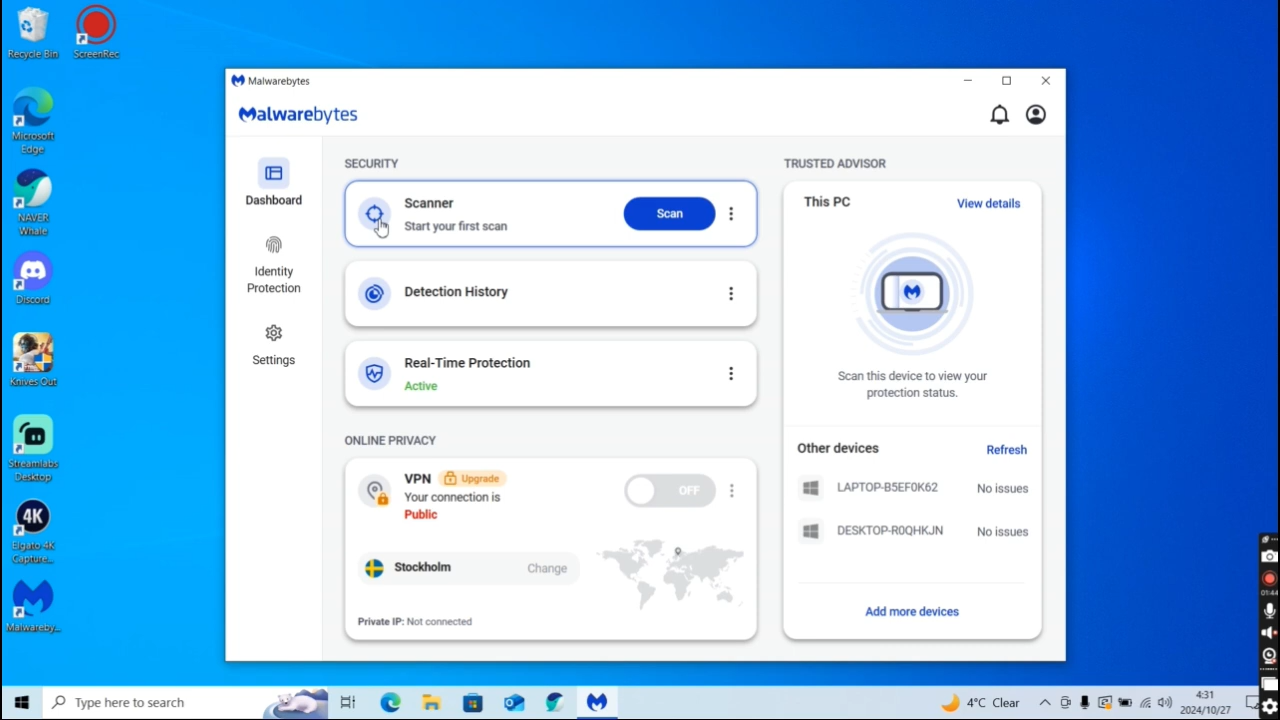 Recycle Bin
ScreenRec
Microsoft
Edge
NAVER
Whale
Discord
Knives Out
Streamlabs
Desktop
4K
Elgato 4K
Capture...
Malwareby...
Malwarebytes
Malwarebytes
Dashboard
Identity
Protection
Settings
SECURITY
Scanner
Start your first scan
Scan
Detection History
Real-Time Protection
Active
ONLINE PRIVACY
VPN Upgrade
Your connection is
Public
OFF
Stockholm
Change
Private IP: Not connected
TRUSTED ADVISOR
This PC
View details
Scan this device to view your
protection status.
Other devices
Refresh
LAPTOP-B5EF0K62 No issues
DESKTOP-R0QHKJN No issues
Add more devices
01:44
Type here to search
4°C Clear
4:31
2024/10/27